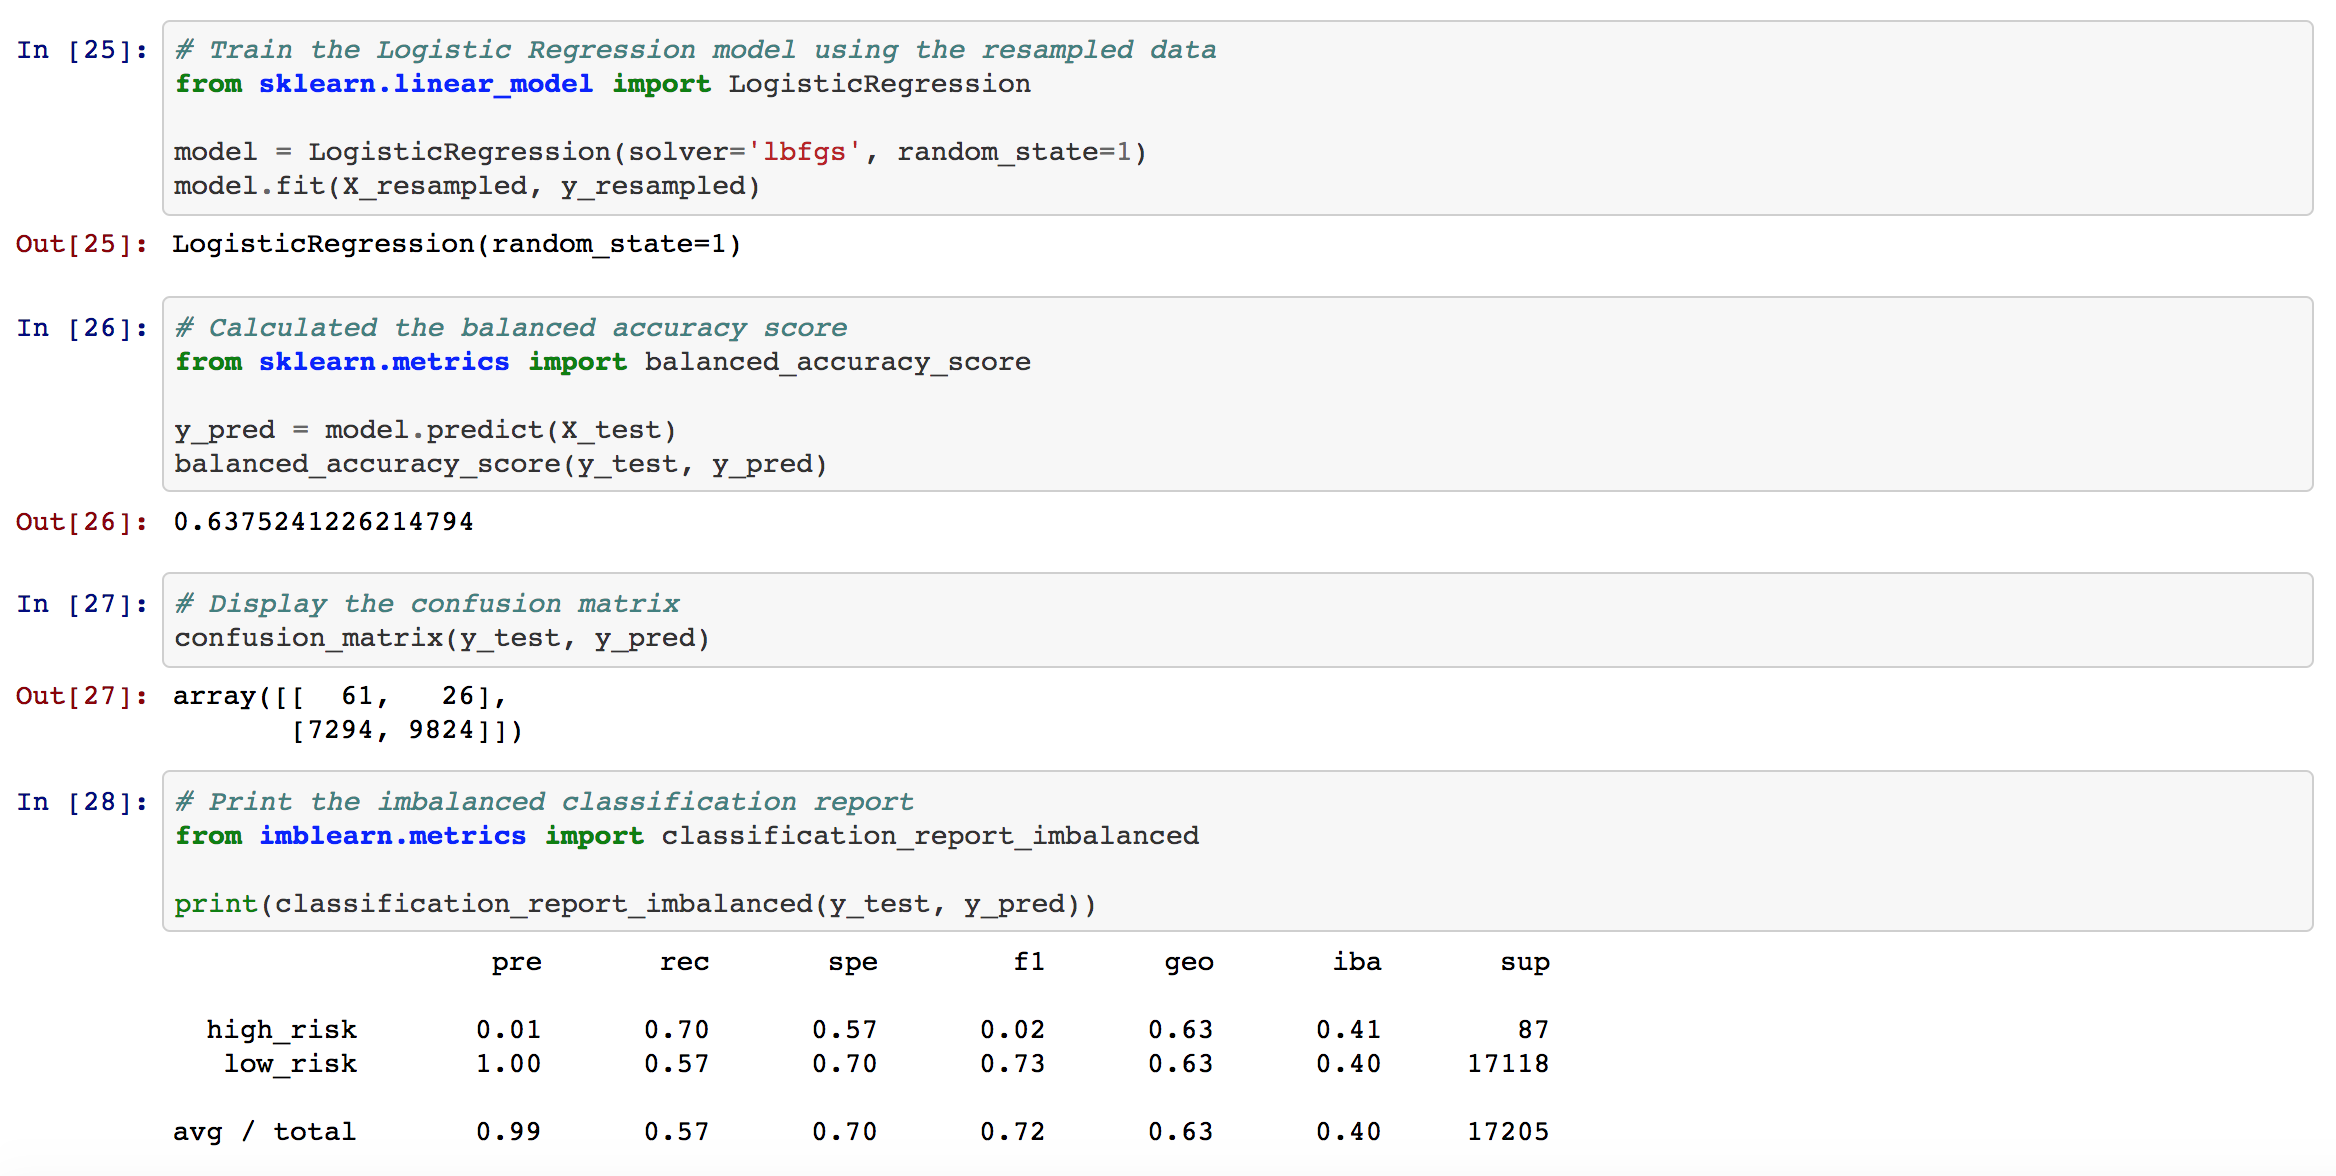 In [25]: # Train the Logistic Regression model using the resampled data
from sklearn.linear_model import LogisticRegression
model = LogisticRegression(solver='lbfgs', random_state=1)
model.fit(X_resampled, y_resampled)
Out[25]: LogisticRegression(random_state=1)
In [26]: # Calculated the balanced accuracy score
from sklearn.metrics import balanced_accuracy_score
y_pred = model.predict(X_test)
balanced_accuracy_score(y_test, y_pred)
Out[26]: 0.6375241226214794
In [27]: # Display the confusion matrix
confusion_matrix(y_test, y_pred)
Out[27]: array([[  61,   26],
       [7294, 9824]])
In [28]: # Print the imbalanced classification report
from imblearn.metrics import classification_report_imbalanced
print(classification_report_imbalanced(y_test, y_pred))
pre rec spe f1 geo iba sup
high_risk 0.01 0.70 0.57 0.02 0.63 0.41 87
low_risk 1.00 0.57 0.70 0.73 0.63 0.40 17118
avg / total 0.99 0.57 0.70 0.72 0.63 0.40 17205